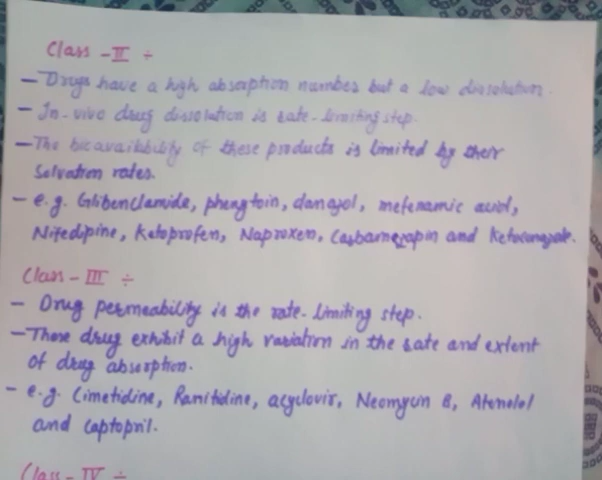 Class - II ÷
- Drugs have a high absorption number but a low dissolution.
- In-vivo drug dissolution is rate-limiting step.
- The bioavailability of these products is limited by their
Solvation rates.
- e.g. Glibenclamide, phenytoin, danazol, mefenamic acid,
Nifedipine, Ketoprofen, Naproxen, Carbamezapin and Ketoconazole.
Class - III ÷
- Drug permeability is the rate-limiting step.
- These drug exhibit a high variation in the rate and extent
of drug absorption.
- e.g. Cimetidine, Ranitidine, acyclovir, Neomycin B, Atenolol
and Captopril.
Class - IV ÷